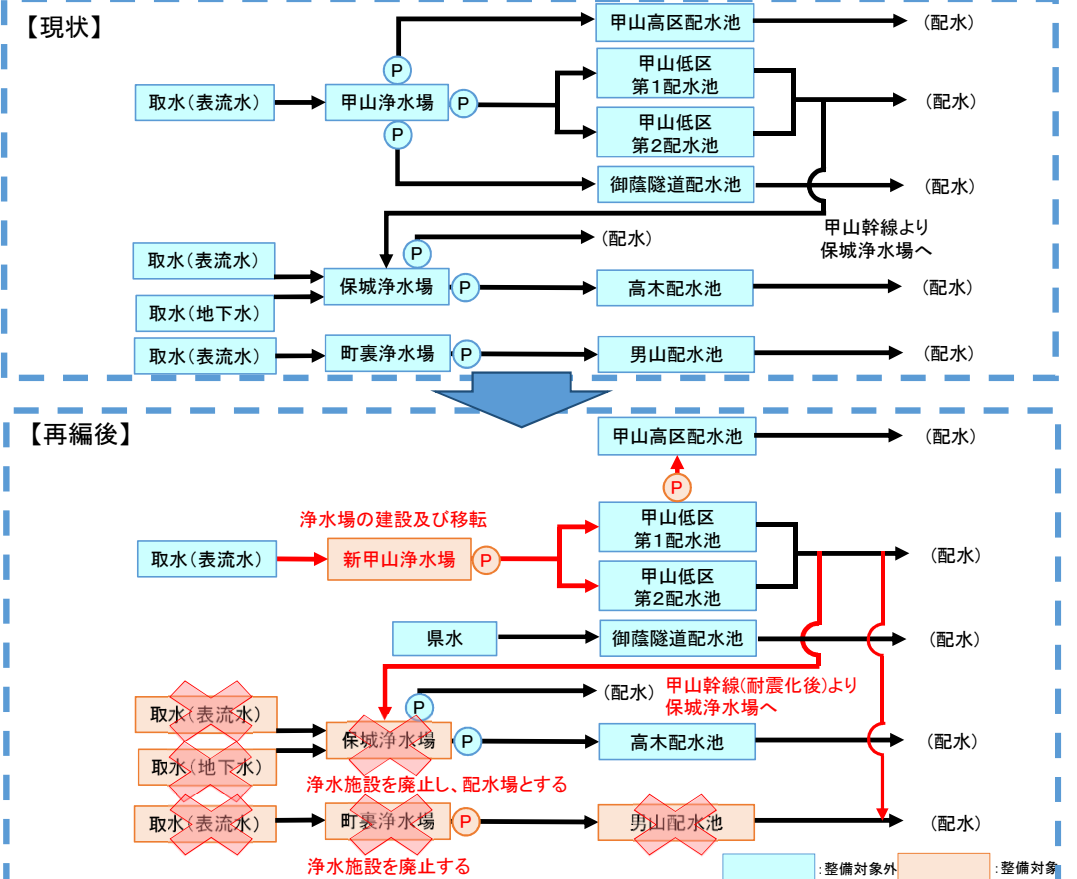 【現状】
甲山高区配水池
(配水)
P
甲山低区
第1配水池
取水(表流水)
甲山浄水場
P
(配水)
P
甲山低区
第2配水池
御蔭隧道配水池
(配水)
甲山幹線より
保城浄水場へ
P
(配水)
取水(表流水)
保城浄水場
P
高木配水池
(配水)
取水(地下水)
取水(表流水)
町裏浄水場
P
男山配水池
(配水)
【再編後】
甲山高区配水池
(配水)
P
浄水場の建設及び移転
甲山低区
第1配水池
取水(表流水)
新甲山浄水場
P
(配水)
甲山低区
第2配水池
県水
御蔭隧道配水池
(配水)
甲山幹線(耐震化後)より
保城浄水場へ
P
(配水)
取水(表流水)
保城浄水場
P
高木配水池
(配水)
取水(地下水)
浄水施設を廃止し、配水場とする
取水(表流水)
町裏浄水場
P
男山配水池
(配水)
浄水施設を廃止する
:整備対象外
:整備対象